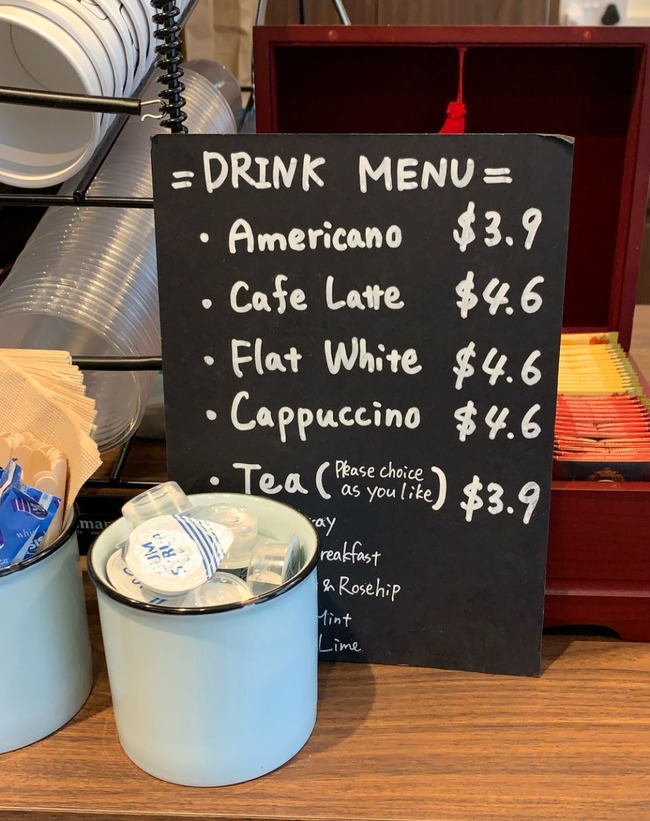 = DRINK MENU =
· Americano $3.9
· Cafe Latte $4.6
· Flat White $4.6
· Cappuccino $4.6
· Tea (Please choice as you like) $3.9
& Rosehip
Mint
Lime
GUM